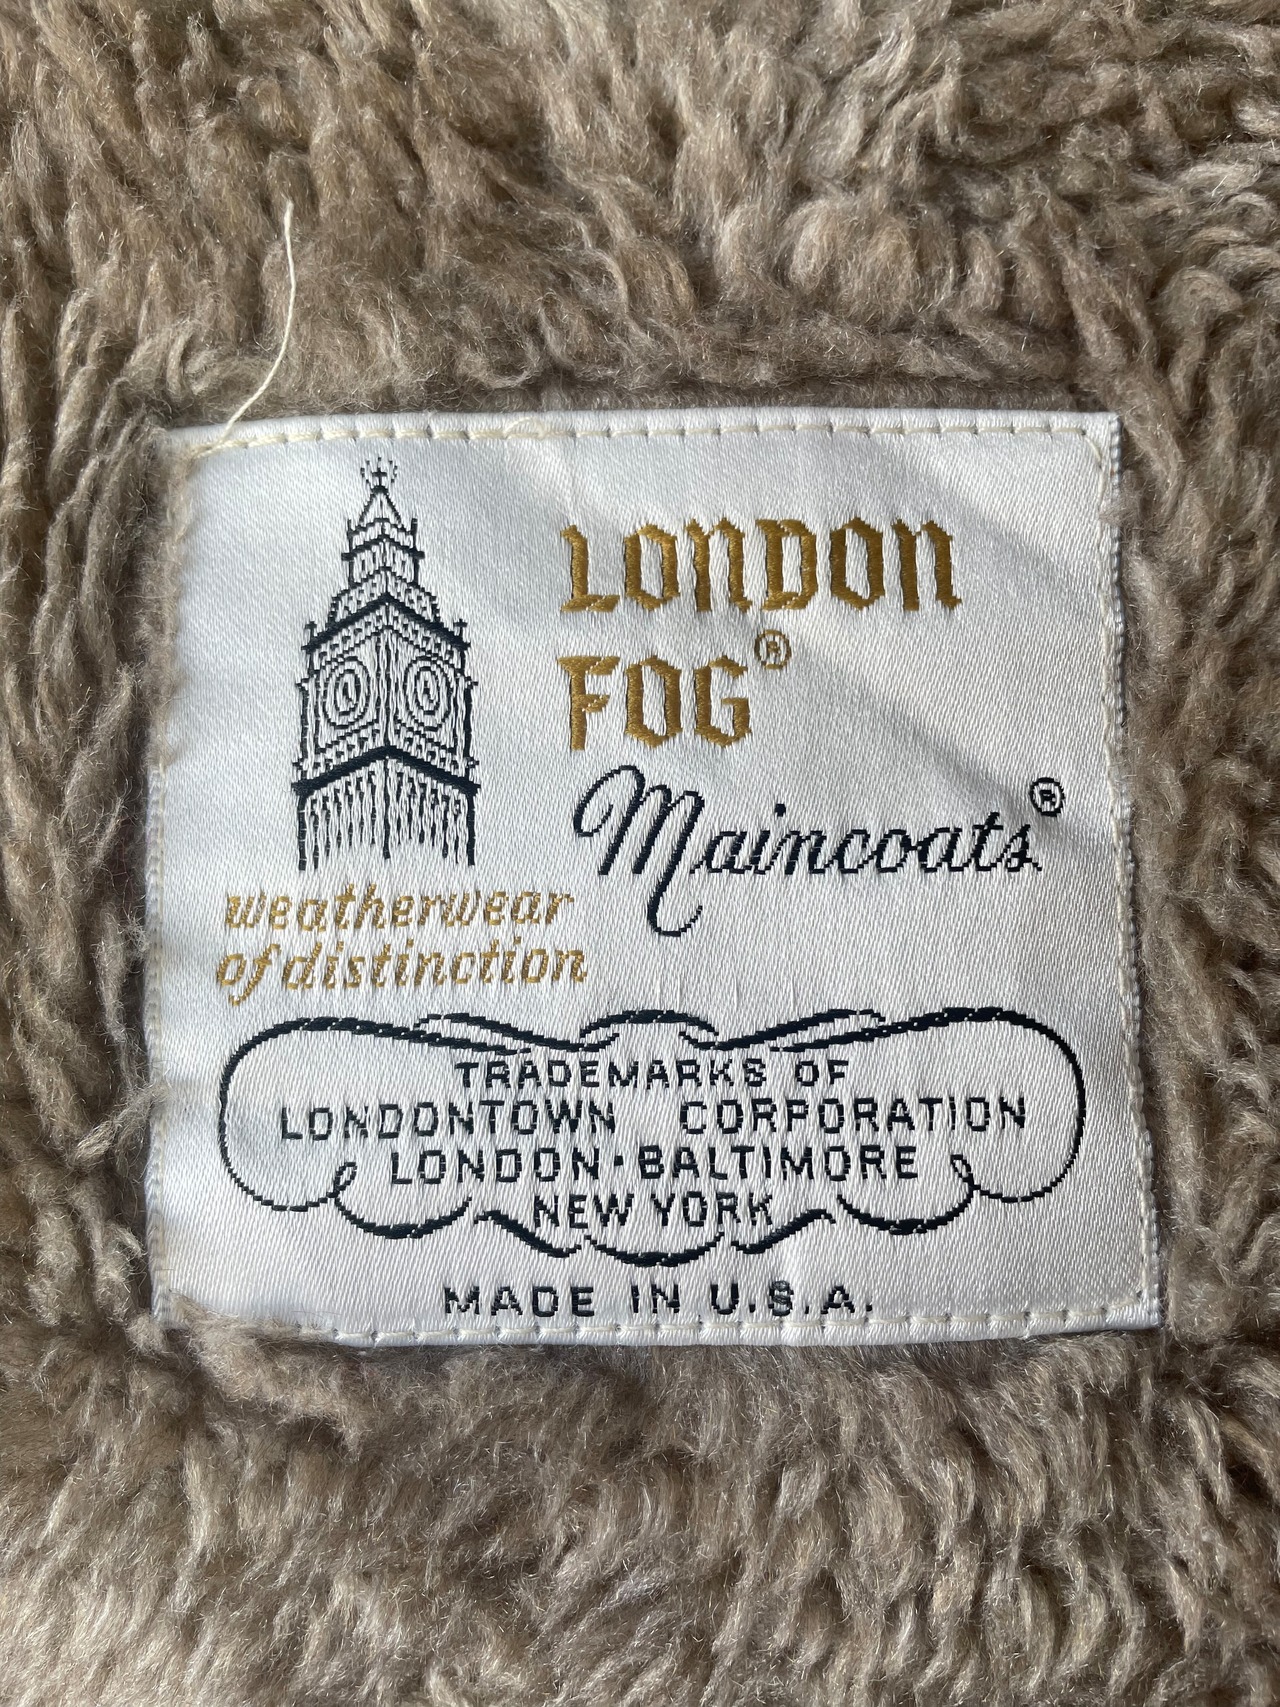 LONDON
FOG®
Maincoats®
weatherwear
of distinction
TRADEMARKS OF
LONDONTOWN CORPORATION
LONDON · BALTIMORE
NEW YORK
MADE IN U.S.A.